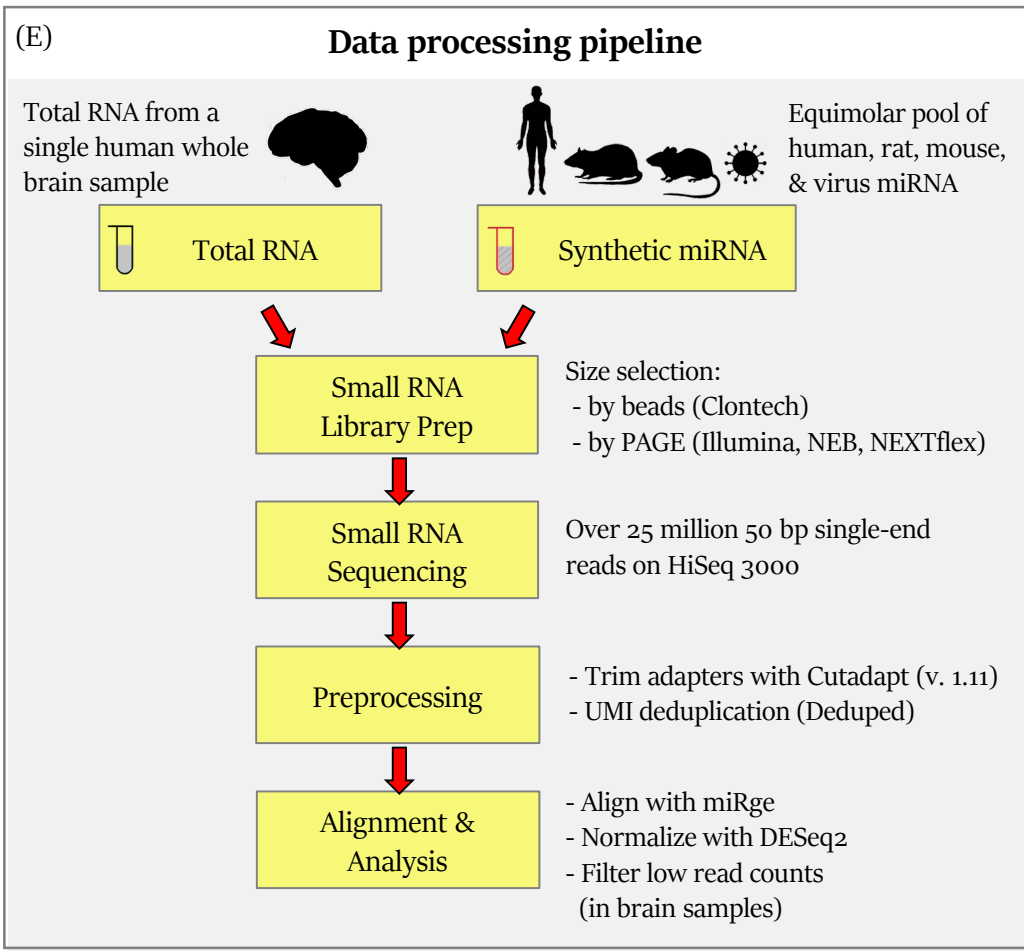 (E)
Data processing pipeline
Total RNA from a
single human whole
brain sample
Equimolar pool of
human, rat, mouse,
& virus miRNA
Total RNA
Synthetic miRNA
Small RNA
Library Prep
Size selection:
- by beads (Clontech)
- by PAGE (Illumina, NEB, NEXTflex)
Small RNA
Sequencing
Over 25 million 50 bp single-end
reads on HiSeq 3000
Preprocessing
- Trim adapters with Cutadapt (v. 1.11)
- UMI deduplication (Deduped)
Alignment &
Analysis
- Align with miRge
- Normalize with DESeq2
- Filter low read counts
(in brain samples)